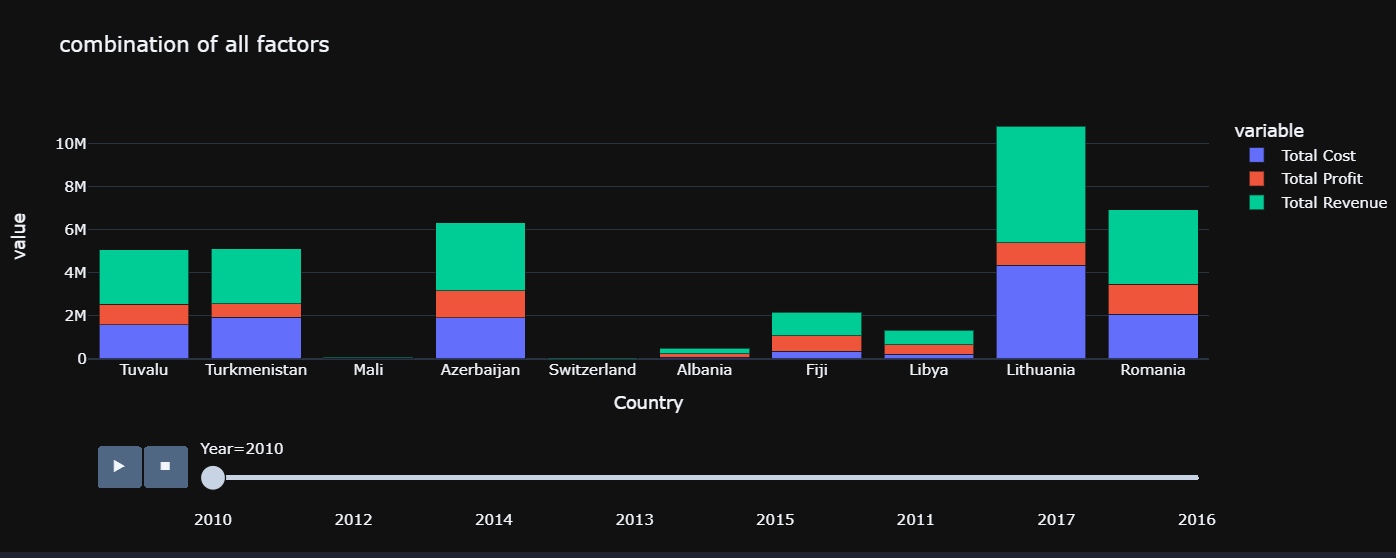 combination of all factors
variable
Total Cost
Total Profit
Total Revenue
value
10M
8M
6M
4M
2M
0
Tuvalu Turkmenistan Mali Azerbaijan Switzerland Albania Fiji Libya Lithuania Romania
Country
Year=2010
2010 2012 2014 2013 2015 2011 2017 2016